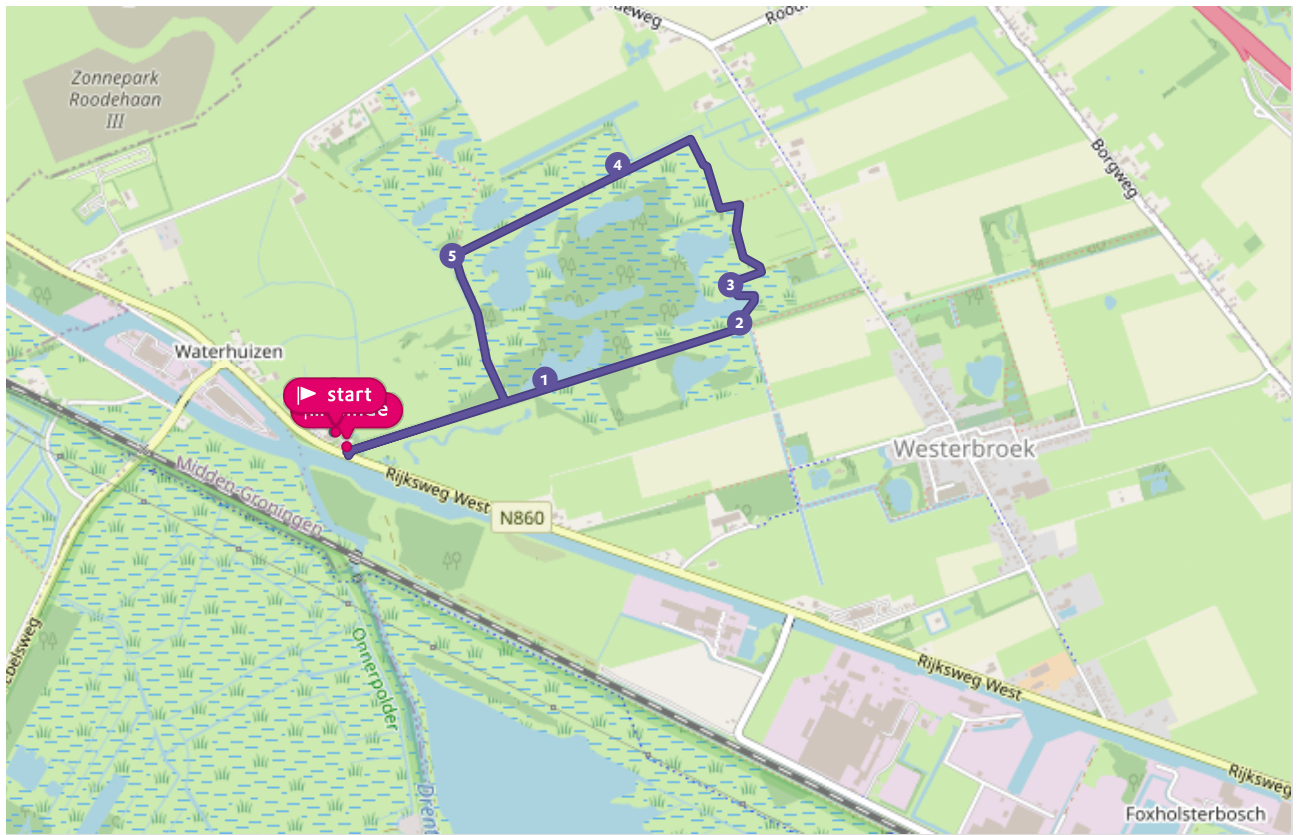 Zonnepark
Roodehaan
III
Borgweg
4
5
3
2
1
Waterhuizen
start
Westerbroek
Rijksweg West
N860
Midden-Groningen
Onnerpolder
Rijksweg West
Rijksweg
Foxholsterbosch